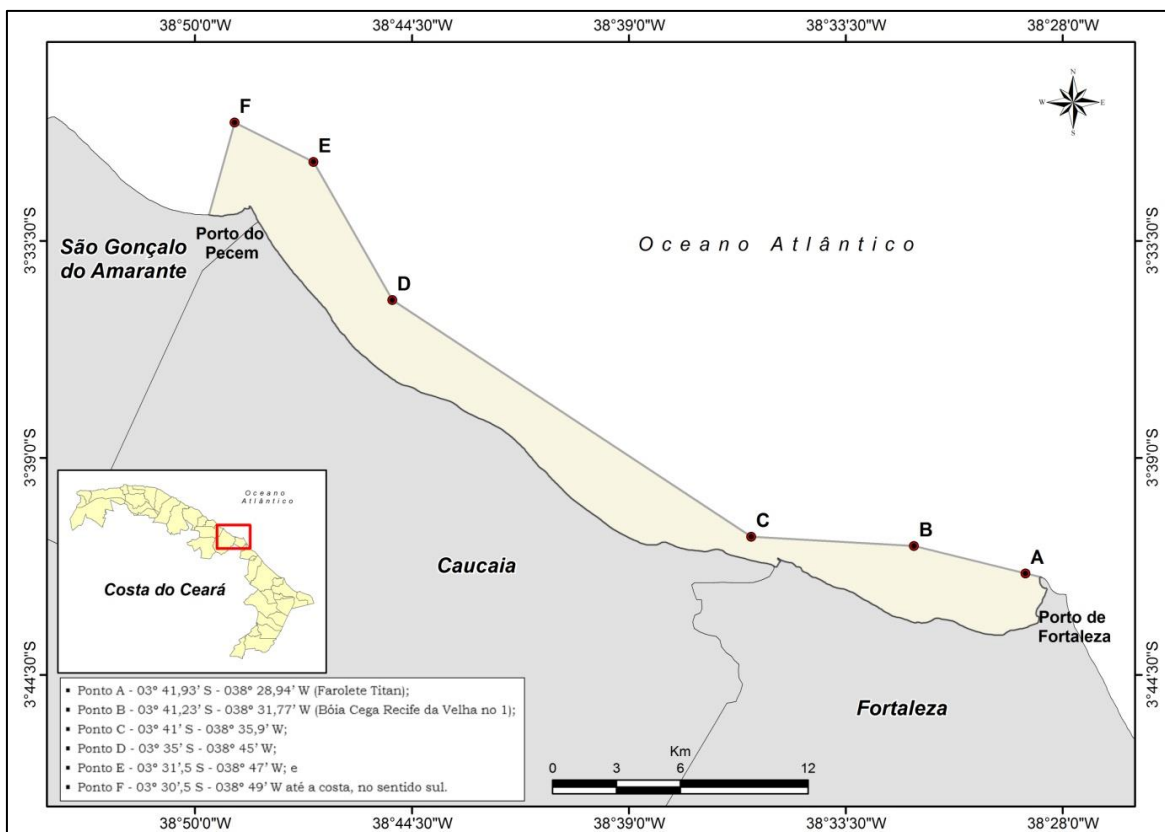 38°50'0"W 38°44'30"W 38°39'0"W 38°33'30"W 38°28'0"W
F
N
W E
S
E
3°33'30"S 3°33'30"S
São Gonçalo
do Amarante
Porto do
Pecem
Oceano Atlântico
D
3°39'0"S 3°39'0"S
Oceano
Atlântico
Costa do Ceará
C
B
A
Caucaia
Porto de
Fortaleza
3°44'30"S 3°44'30"S
Fortaleza
▪ Ponto A - 03° 41,93’ S - 038° 28,94’ W (Farolete Titan);
▪ Ponto B - 03° 41,23’ S - 038° 31,77’ W (Bóia Cega Recife da Velha no 1);
▪ Ponto C - 03° 41’ S - 038° 35,9’ W;
▪ Ponto D - 03° 35’ S - 038° 45’ W;
▪ Ponto E - 03° 31’,5 S - 038° 47’ W; e
▪ Ponto F - 03° 30’,5 S - 038° 49’ W até a costa, no sentido sul.
Km
0 3 6 12
38°50'0"W 38°44'30"W 38°39'0"W 38°33'30"W 38°28'0"W